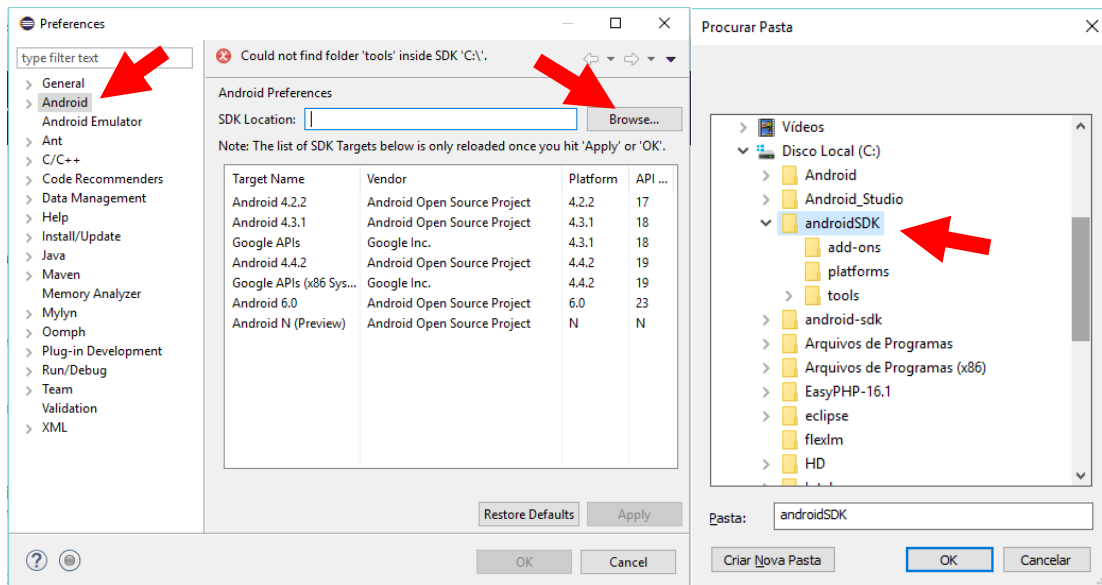 Preferences
type filter text
General
Android
Android Emulator
Ant
C/C++
Code Recommenders
Data Management
Help
Install/Update
Java
Maven
Memory Analyzer
Mylyn
Oomph
Plug-in Development
Run/Debug
Team
Validation
XML
Could not find folder 'tools' inside SDK 'C:\'.
Android Preferences
SDK Location:
Browse...
Note: The list of SDK Targets below is only reloaded once you hit 'Apply' or 'OK'.
Target Name Vendor Platform API ...
Android 4.2.2 Android Open Source Project 4.2.2 17
Android 4.3.1 Android Open Source Project 4.3.1 18
Google APIs Google Inc. 4.3.1 18
Android 4.4.2 Android Open Source Project 4.4.2 19
Google APIs (x86 Sys... Google Inc. 4.4.2 19
Android 6.0 Android Open Source Project 6.0 23
Android N (Preview) Android Open Source Project N N
Restore Defaults Apply
OK Cancel
Procurar Pasta
Vídeos
Disco Local (C:)
Android
Android_Studio
androidSDK
add-ons
platforms
tools
android-sdk
Arquivos de Programas
Arquivos de Programas (x86)
EasyPHP-16.1
eclipse
flexlm
HD
Pasta: androidSDK
Criar Nova Pasta OK Cancelar